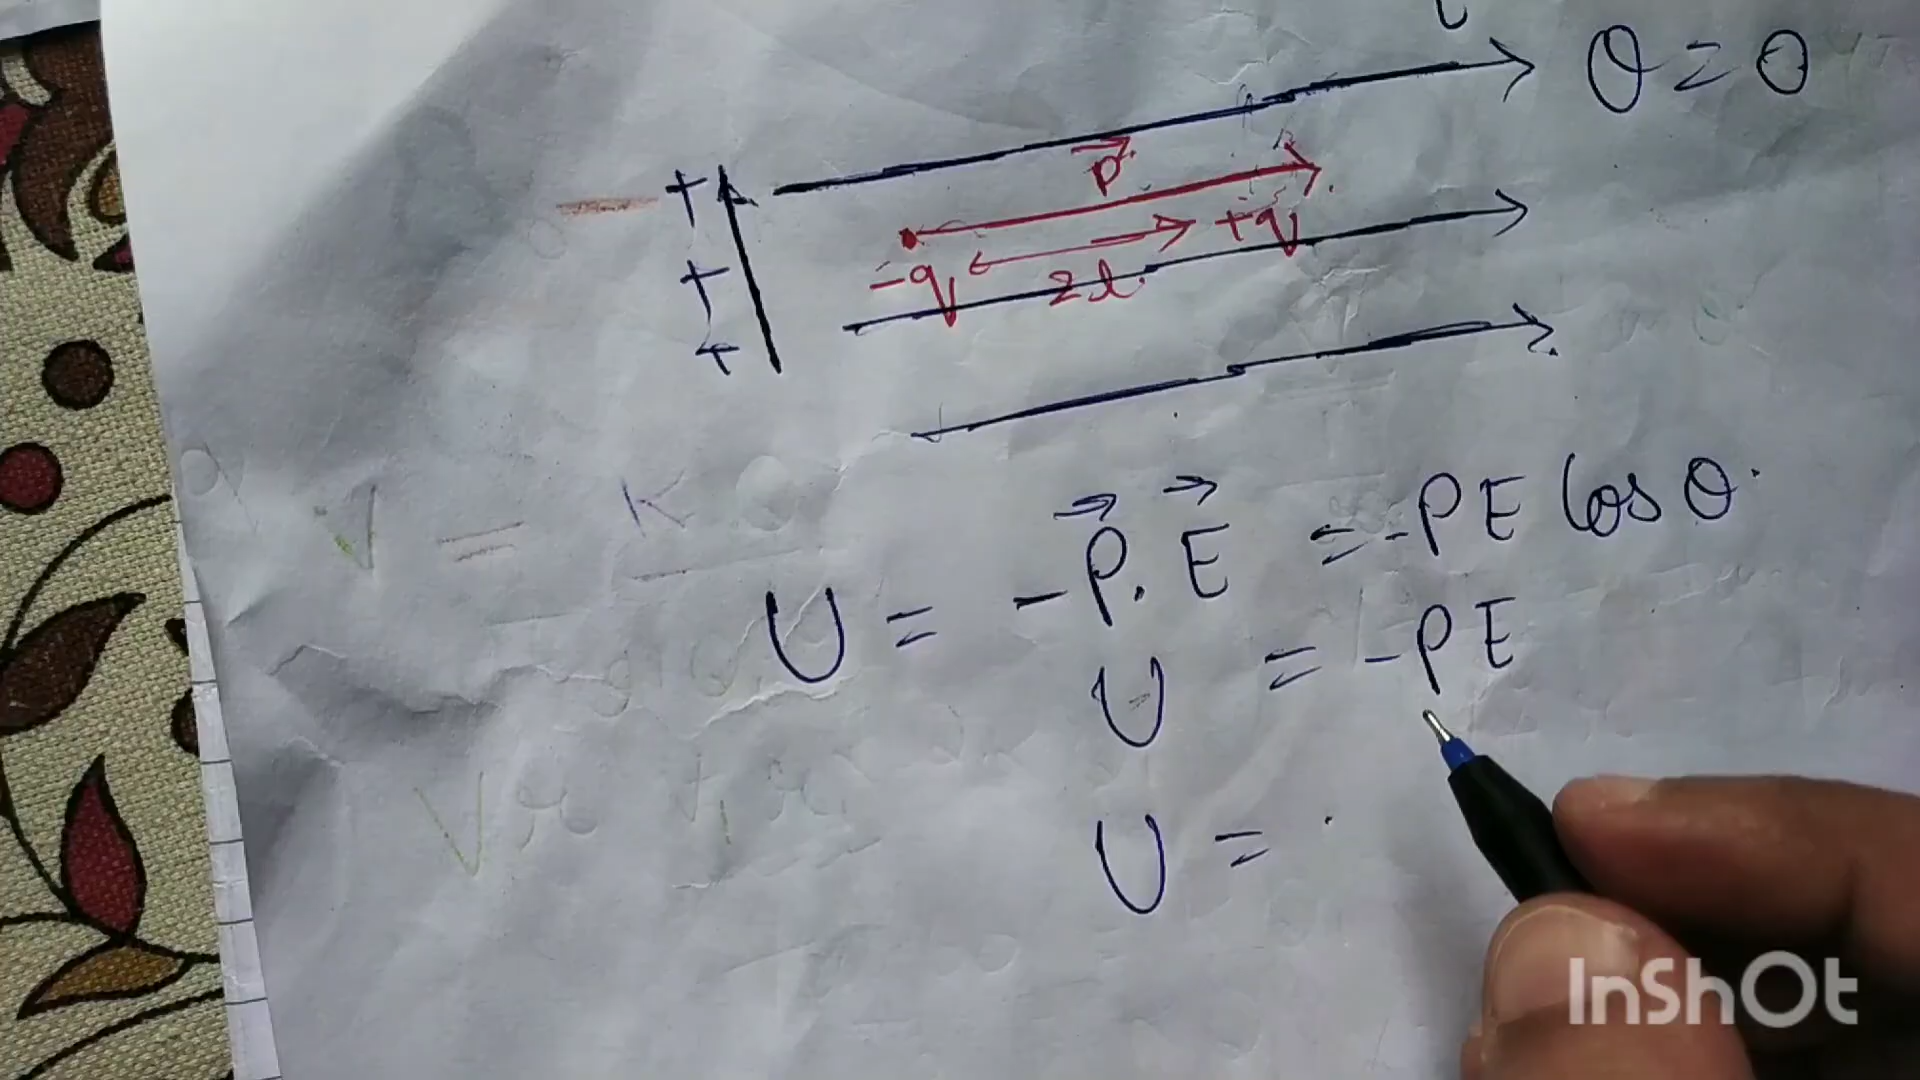 θ = 0
+
p⃗
+q
-q
+
2l
+
V = K
U = -P⃗.E⃗ = -PE Cos θ.
U = -PE
U =
InShOt